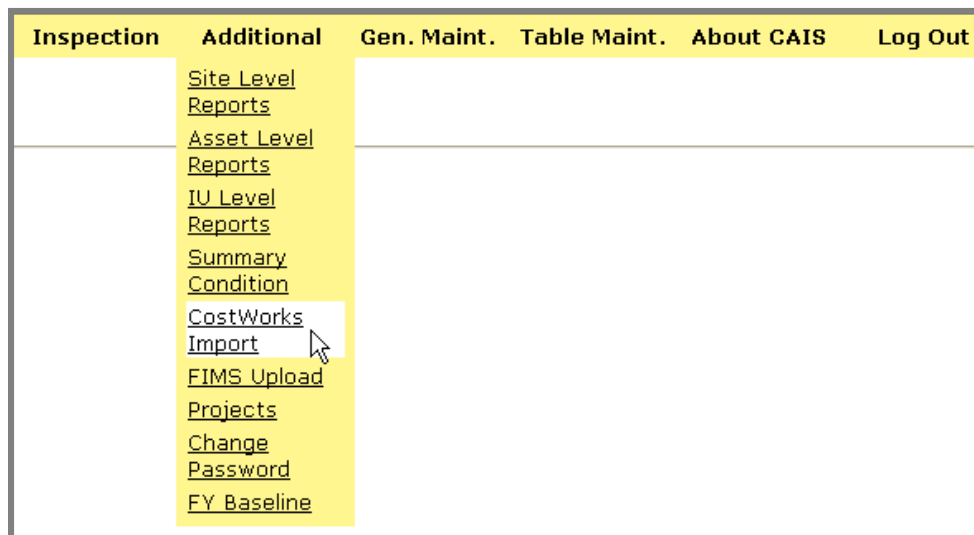 Inspection Additional Gen. Maint. Table Maint. About CAIS Log Out
Site Level
Reports
Asset Level
Reports
IU Level
Reports
Summary
Condition
CostWorks
Import
FIMS Upload
Projects
Change
Password
FY Baseline